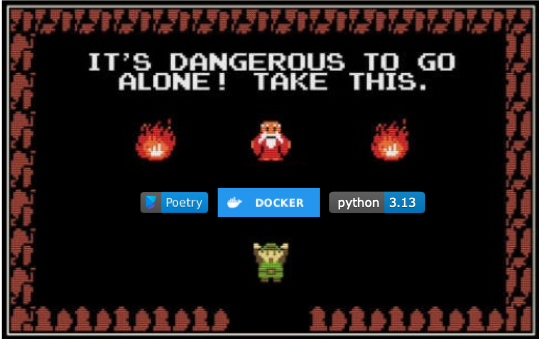 IT'S DANGEROUS TO GO
ALONE! TAKE THIS.
Poetry DOCKER python 3.13